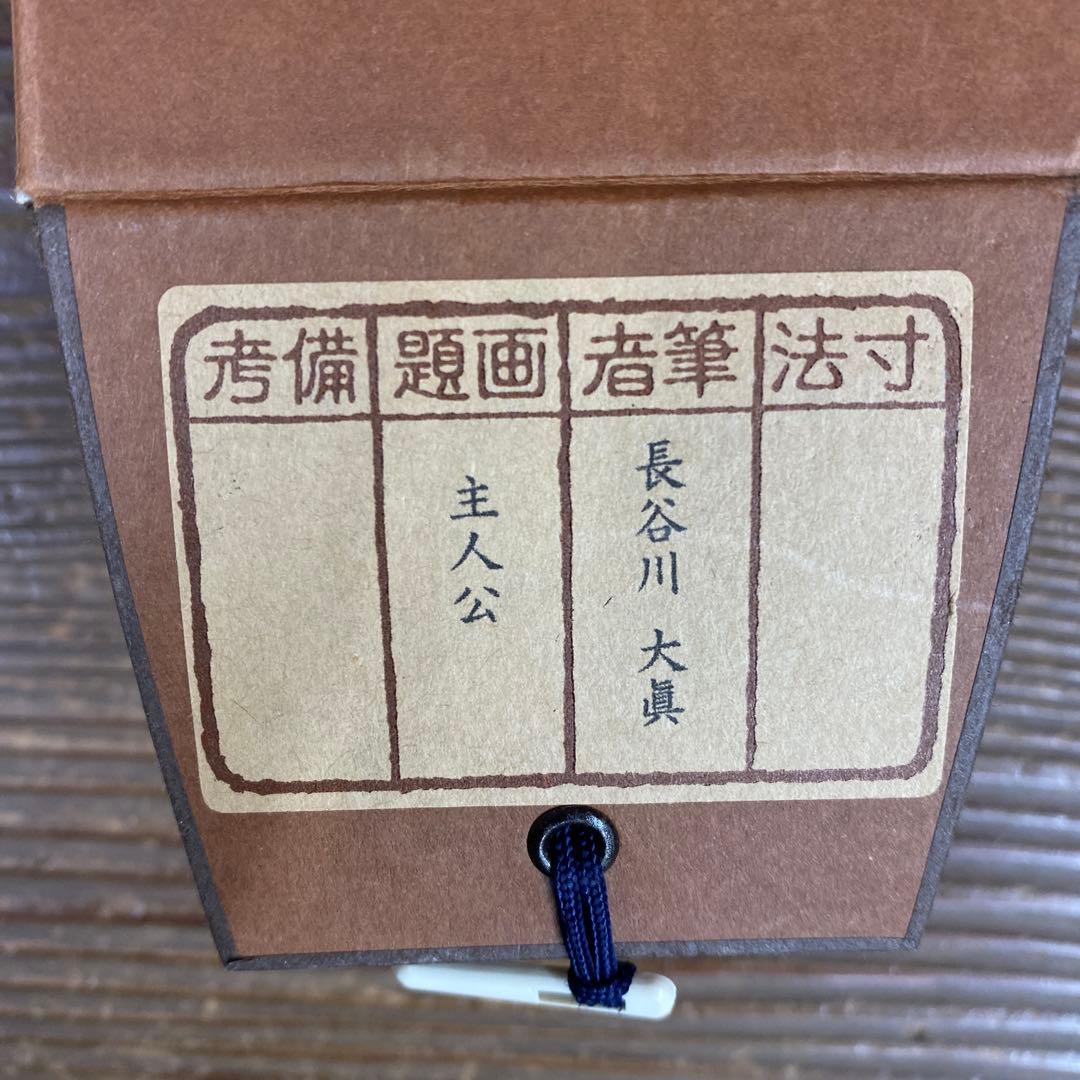 寸法
筆者
長谷川 大眞
画題
主人公
備考